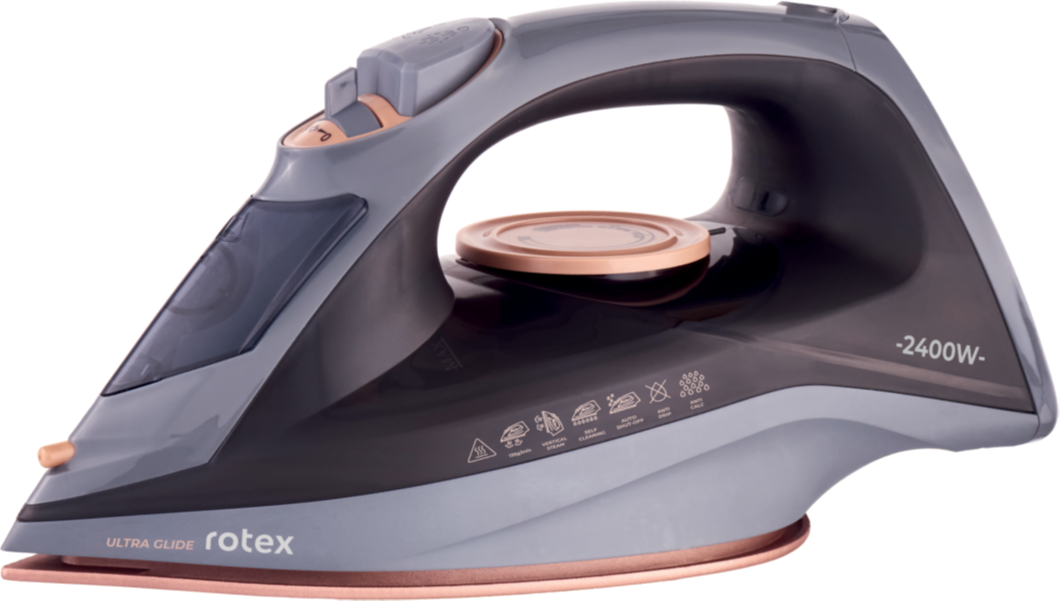 -2400W-
VERTICAL
STEAM
SELF
CLEANING
AUTO
SHUT-OFF
ANTI
DRIP
ANTI
CALC
ULTRA GLIDE rotex